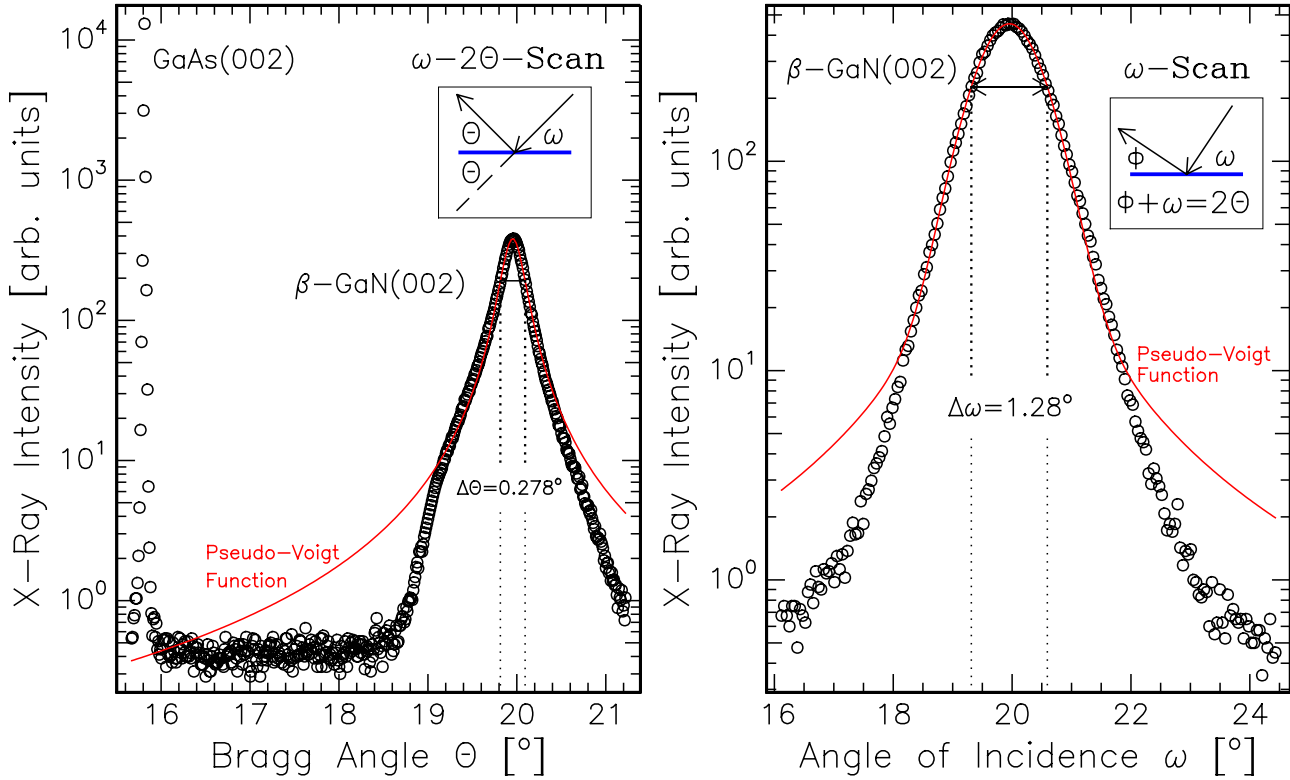 GaAs(002)
ω−2Θ−Scan
Θ ω
Θ
β−GaN(002)
ΔΘ=0.278°
Pseudo−Voigt
Function
10⁴
10³
10²
10¹
10⁰
X−Ray Intensity [arb. units]
16 17 18 19 20 21
Bragg Angle Θ [°]
β−GaN(002)
ω−Scan
ϕ ω
ϕ+ω=2Θ
Pseudo−Voigt
Function
Δω=1.28°
10²
10¹
10⁰
X−Ray Intensity [arb. units]
16 18 20 22 24
Angle of Incidence ω [°]